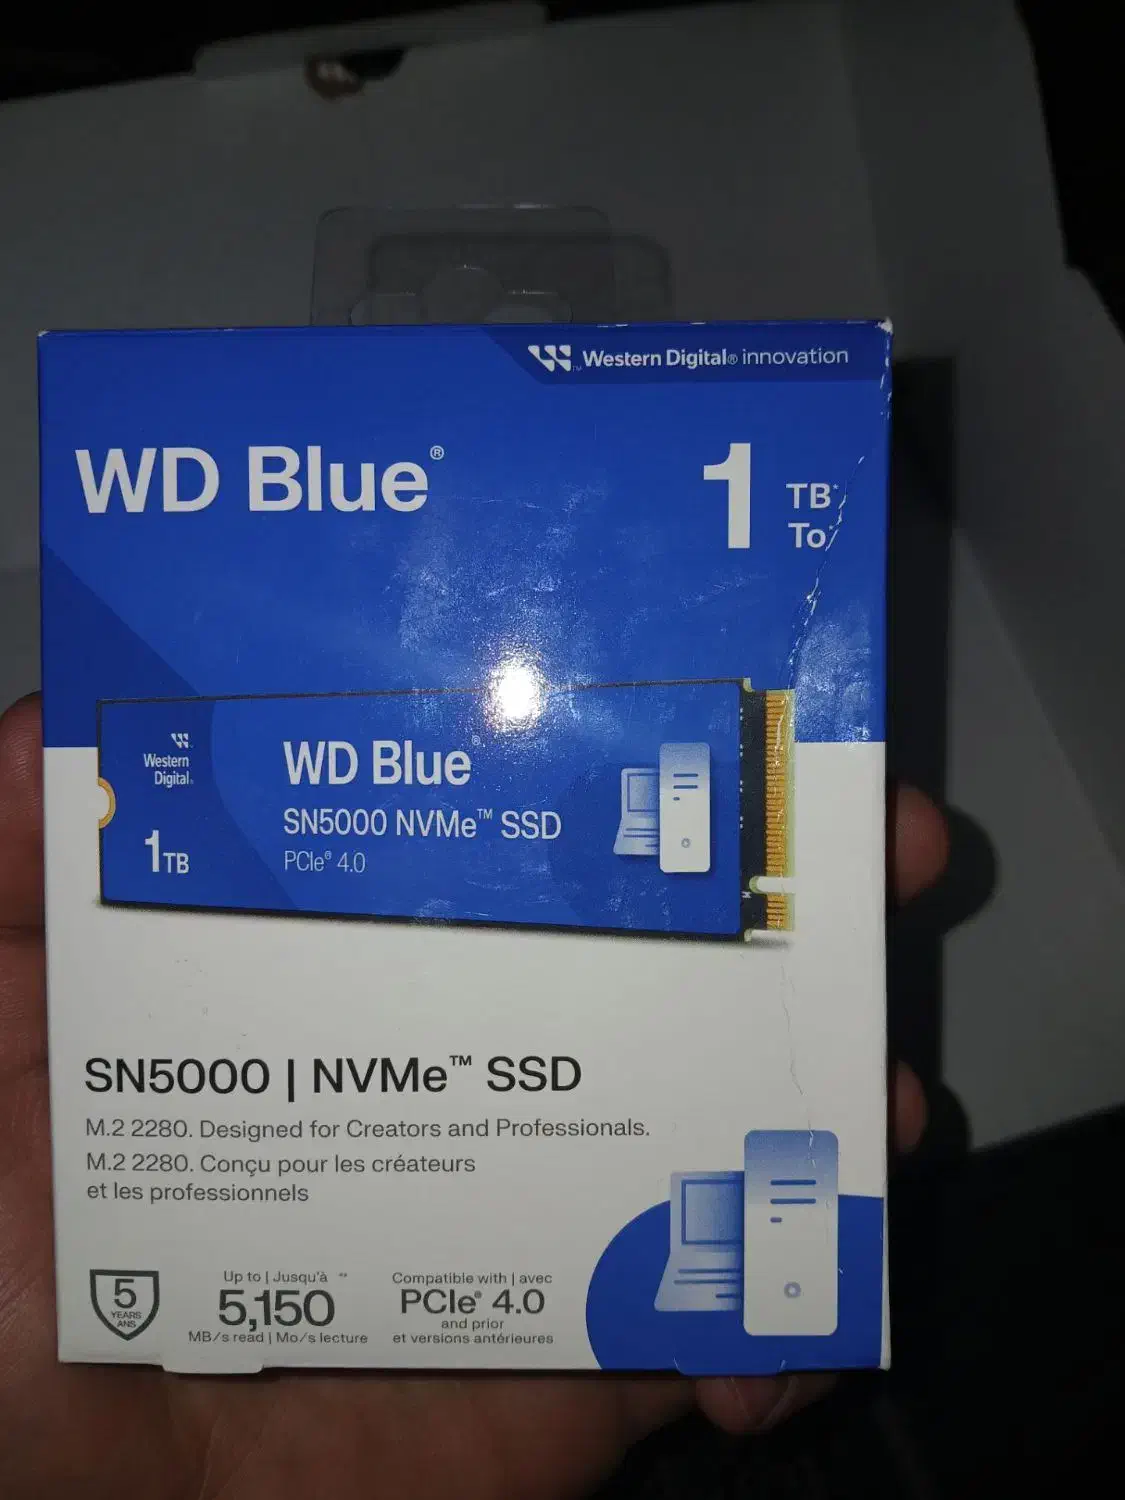 Western Digital® innovation
WD Blue®
1 TB*
To*
Western
Digital®
1TB
WD Blue®
SN5000 NVMe™ SSD
PCIe® 4.0
SN5000 | NVMe™ SSD
M.2 2280. Designed for Creators and Professionals.
M.2 2280. Conçu pour les créateurs
et les professionnels
5
YEARS
ANS
Up to | Jusqu'à **
5,150
MB/s read | Mo/s lecture
Compatible with | avec
PCIe® 4.0
and prior
et versions antérieures